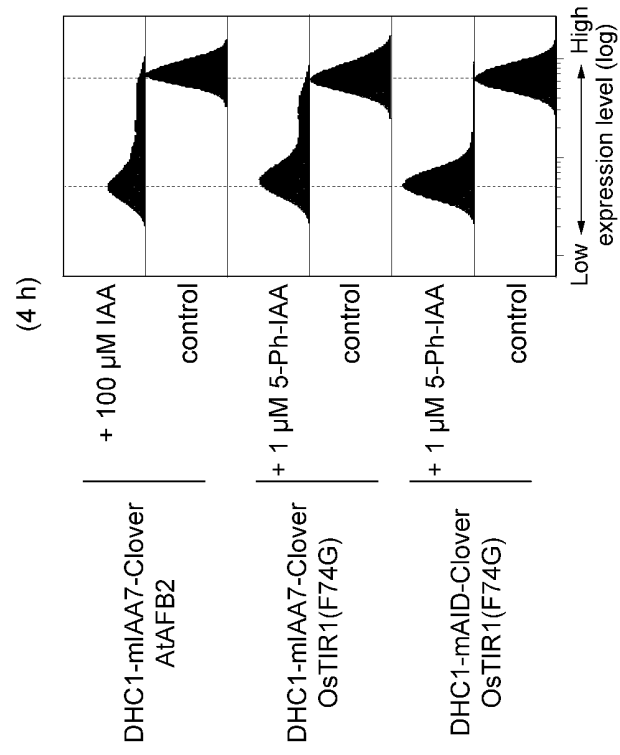 (4 h)
DHC1-mIAA7-Clover
AtAFB2
+ 100 µM IAA
control
DHC1-mIAA7-Clover
OsTIR1(F74G)
+ 1 µM 5-Ph-IAA
control
DHC1-mAID-Clover
OsTIR1(F74G)
+ 1 µM 5-Ph-IAA
control
Low
High
expression level (log)